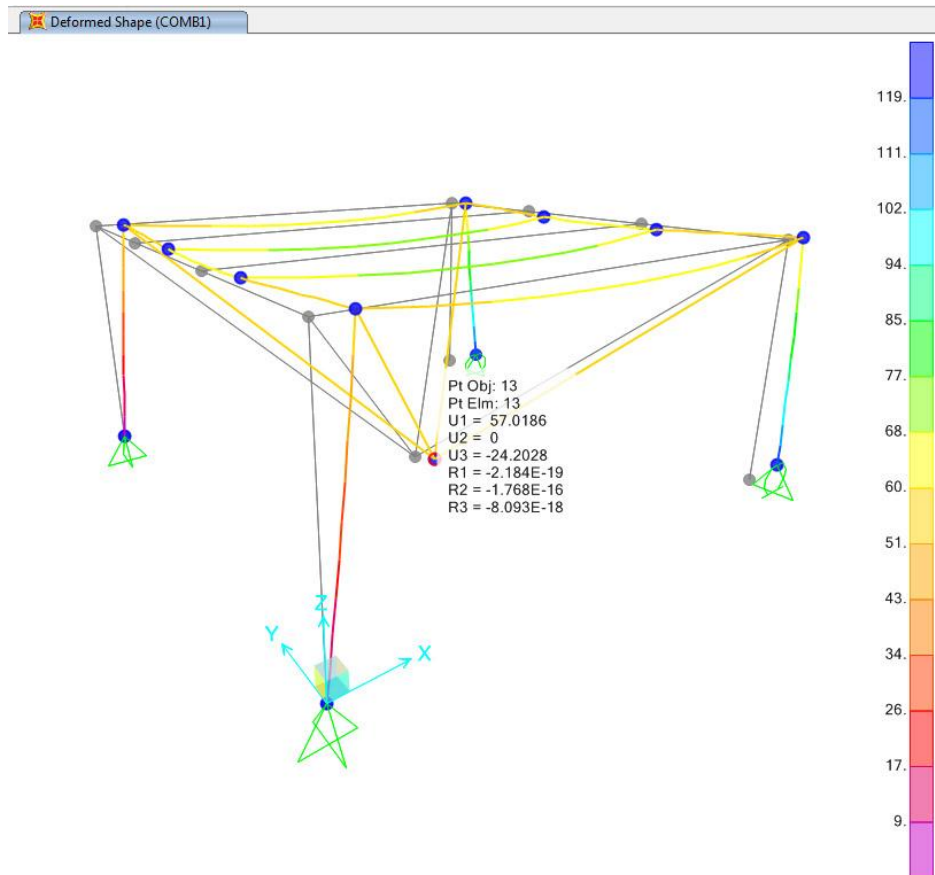 Deformed Shape (COMB1)
119.
111.
102.
94.
85.
77.
68.
60.
51.
43.
34.
26.
17.
9.
Pt Obj: 13
Pt Elm: 13
U1 = 57.0186
U2 = 0
U3 = -24.2028
R1 = -2.184E-19
R2 = -1.768E-16
R3 = -8.093E-18
Z
Y
X